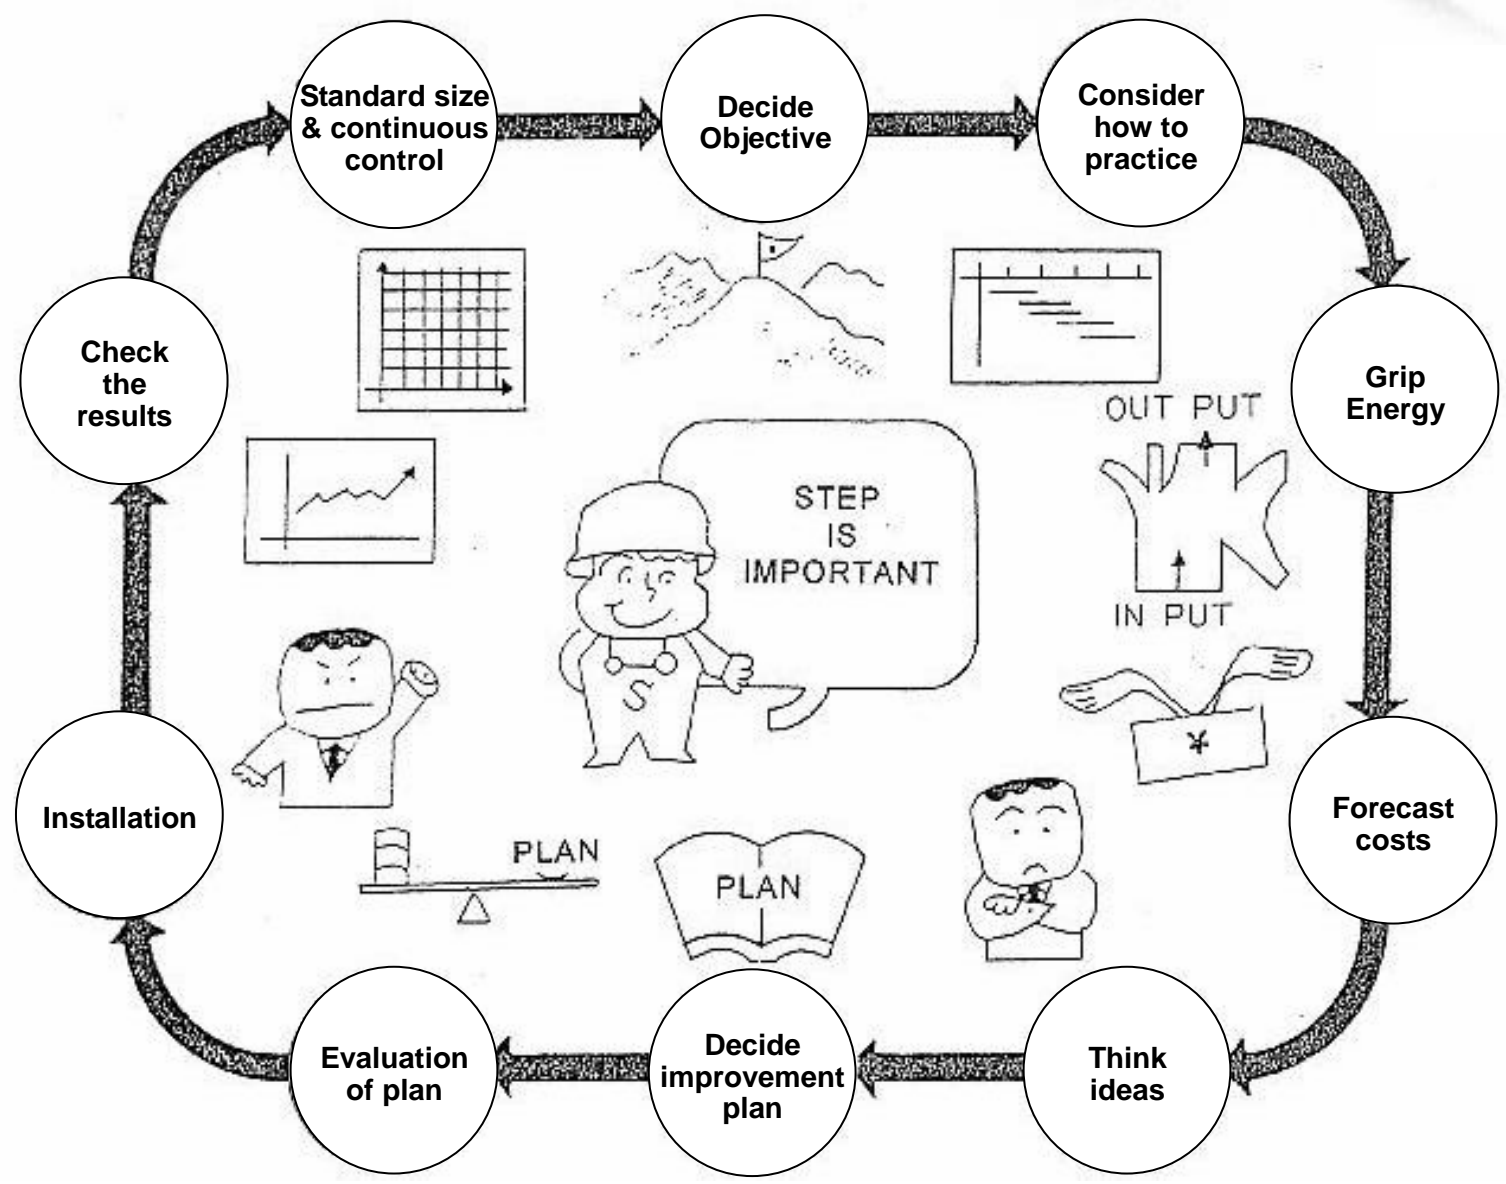 Standard size
& continuous
control
Decide
Objective
Consider
how to
practice
Check
the
results
Grip
Energy
OUT PUT
IN PUT
STEP
IS
IMPORTANT
S
¥
Installation
Forecast
costs
PLAN
PLAN
Evaluation
of plan
Decide
improvement
plan
Think
ideas